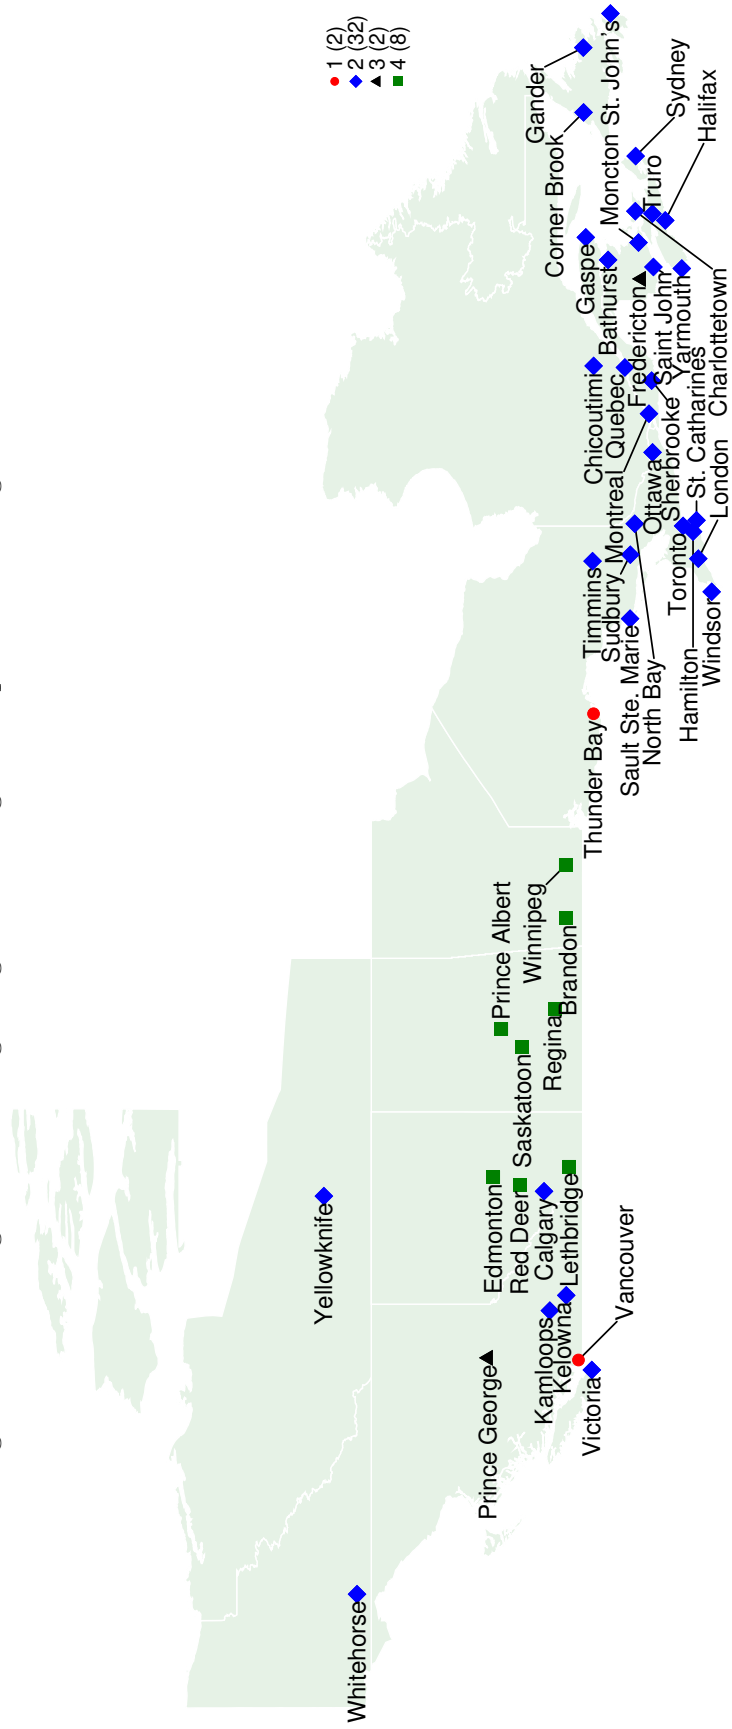 1 (2)
2 (32)
3 (2)
4 (8)
Whitehorse
Yellowknife
Prince George
Kamloops
Kelowna
Victoria
Vancouver
Edmonton
Red Deer
Calgary
Lethbridge
Saskatoon
Prince Albert
Regina
Brandon
Winnipeg
Thunder Bay
Timmins
Sudbury
Sault Ste. Marie
North Bay
Hamilton
Windsor
Toronto
London
St. Catharines
Ottawa
Montreal
Sherbrooke
Quebec
Chicoutimi
Fredericton
Saint John
Yarmouth
Charlottetown
Bathurst
Gaspe
Moncton
Truro
Halifax
Sydney
Corner Brook
Gander
St. John's